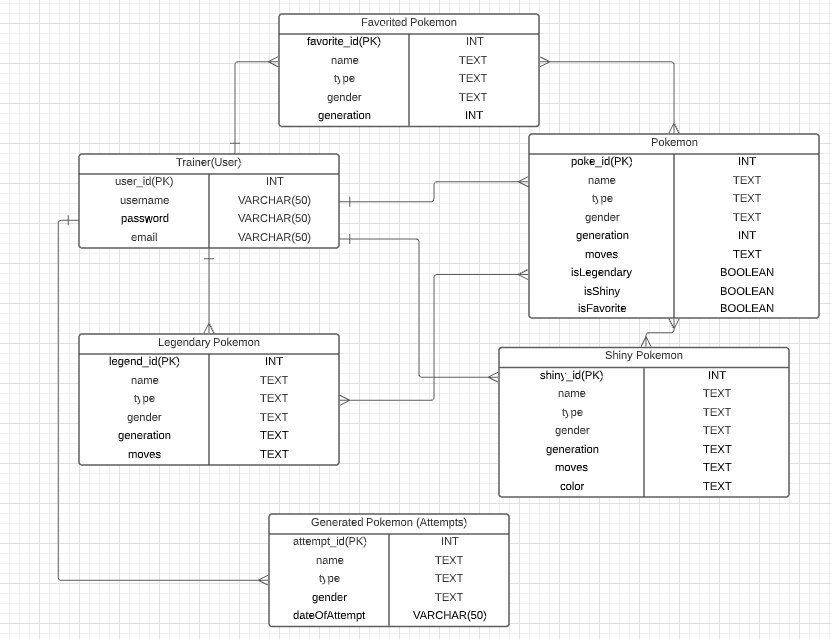 Favorited Pokemon
favorite_id(PK) INT
name TEXT
type TEXT
gender TEXT
generation INT
Pokemon
poke_id(PK) INT
name TEXT
type TEXT
gender TEXT
generation INT
moves TEXT
isLegendary BOOLEAN
isShiny BOOLEAN
isFavorite BOOLEAN
Trainer(User)
user_id(PK) INT
username VARCHAR(50)
password VARCHAR(50)
email VARCHAR(50)
Legendary Pokemon
legend_id(PK) INT
name TEXT
type TEXT
gender TEXT
generation TEXT
moves TEXT
Shiny Pokemon
shiny_id(PK) INT
name TEXT
type TEXT
gender TEXT
generation TEXT
moves TEXT
color TEXT
Generated Pokemon (Attempts)
attempt_id(PK) INT
name TEXT
type TEXT
gender TEXT
dateOfAttempt VARCHAR(50)